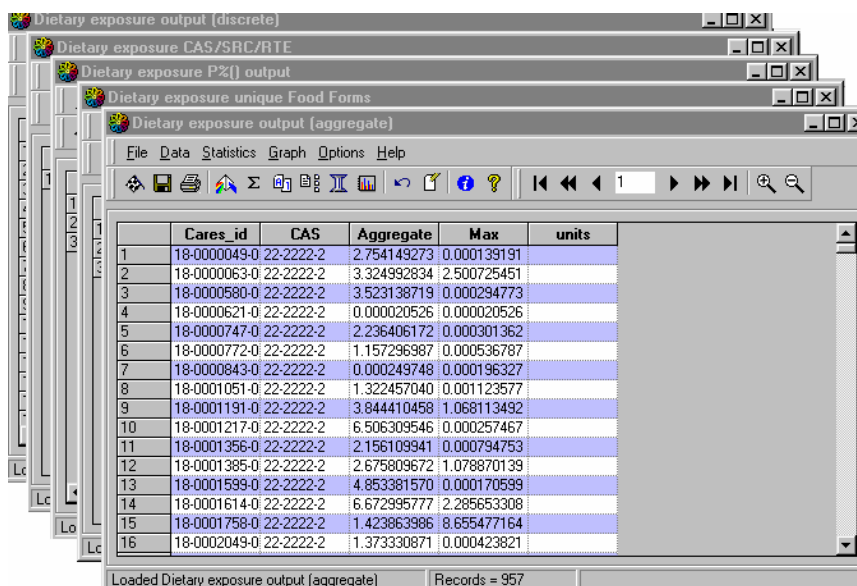 Dietary exposure output (discrete)
Dietary exposure CAS/SRC/RTE
Dietary exposure P%() output
Dietary exposure unique Food Forms
Dietary exposure output (aggregate)
File Data Statistics Graph Options Help
1
Cares_id CAS Aggregate Max units
1 18-0000049-0 22-2222-2 2.754149273 0.000139191
2 18-0000063-0 22-2222-2 3.324992834 2.500725451
3 18-0000580-0 22-2222-2 3.523138719 0.000294773
4 18-0000621-0 22-2222-2 0.000020526 0.000020526
5 18-0000747-0 22-2222-2 2.236406172 0.000301362
6 18-0000772-0 22-2222-2 1.157296987 0.000536787
7 18-0000843-0 22-2222-2 0.000249748 0.000196327
8 18-0001051-0 22-2222-2 1.322457040 0.001123577
9 18-0001191-0 22-2222-2 3.844410458 1.068113492
10 18-0001217-0 22-2222-2 6.506309546 0.000257467
11 18-0001356-0 22-2222-2 2.156109941 0.000794753
12 18-0001385-0 22-2222-2 2.675809672 1.078870139
13 18-0001599-0 22-2222-2 4.853381570 0.000170599
14 18-0001614-0 22-2222-2 6.672995777 2.285653308
15 18-0001758-0 22-2222-2 1.423863986 8.655477164
16 18-0002049-0 22-2222-2 1.373330871 0.000423821
Loaded Dietary exposure output (aggregate) Records = 957